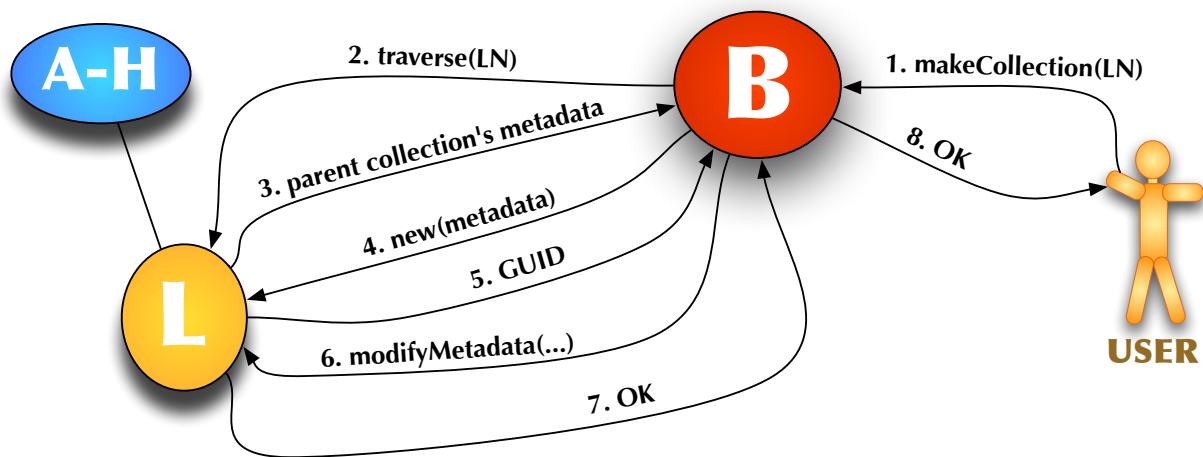 A-H
2. traverse(LN)
B
1. makeCollection(LN)
3. parent collection's metadata
8. OK
4. new(metadata)
5. GUID
L
6. modifyMetadata(...)
USER
7. OK